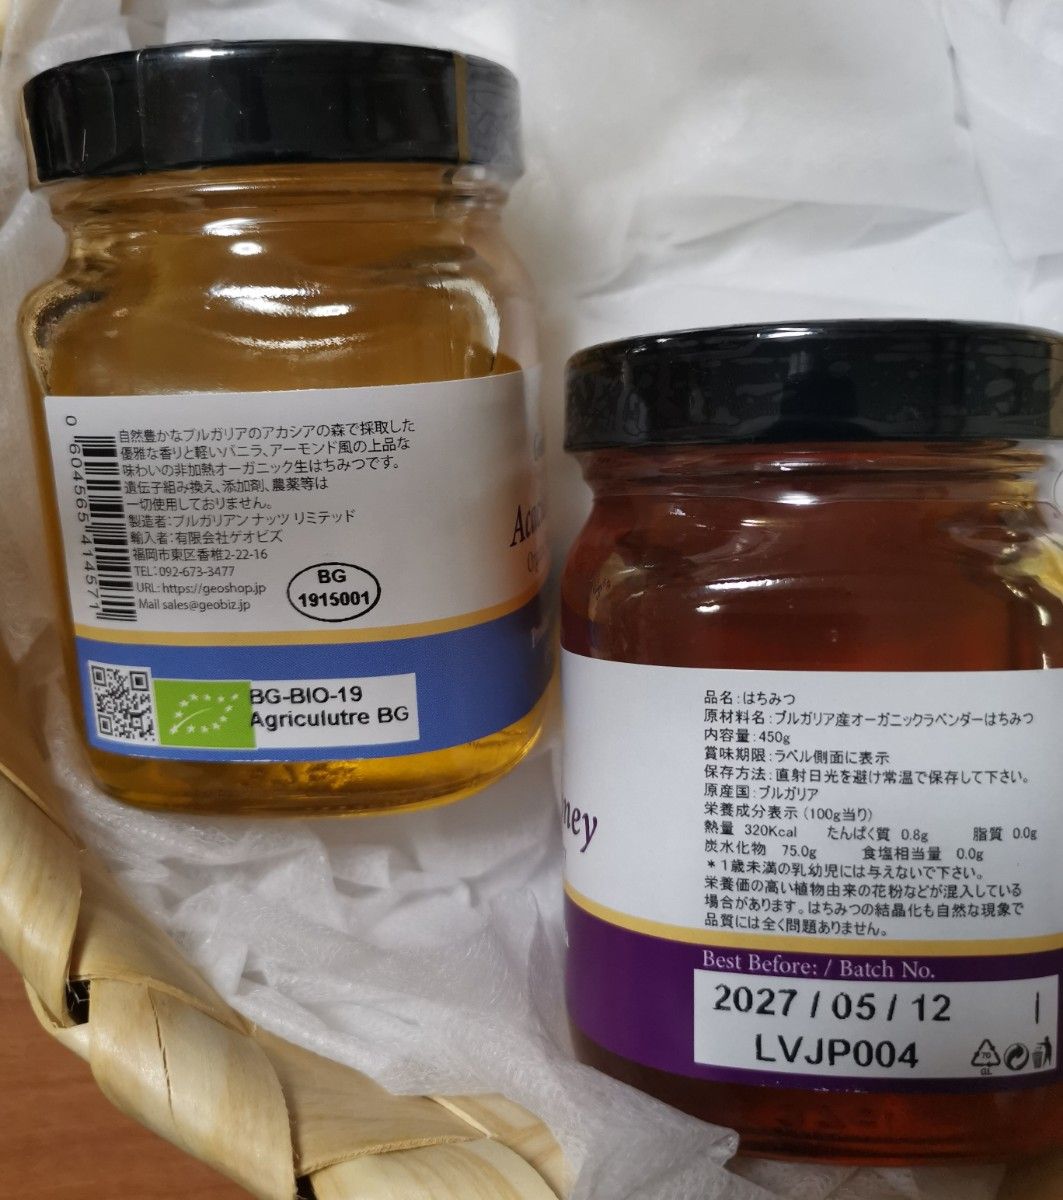 0 604565 414571
自然豊かなブルガリアのアカシアの森で採取した
優雅な香りと軽いバニラ、アーモンド風の上品な
味わいの非加熱オーガニック生はちみつです。
遺伝子組み換え、添加剤、農薬等は
一切使用しておりません。
製造者：ブルガリアン ナッツ リミテッド
輸入者：有限会社ゲオビズ
福岡市東区香椎2-22-16
TEL：092-673-3477
URL: https://geoshop.jp
Mail sales@geobiz.jp
BG
1915001
BG-BIO-19
Agriculutre BG
品名：はちみつ
原材料名：ブルガリア産オーガニックラベンダーはちみつ
内容量：450g
賞味期限：ラベル側面に表示
保存方法：直射日光を避け常温で保存して下さい。
原産国：ブルガリア
栄養成分表示（100g当り）
熱量 320Kcal たんぱく質 0.8g 脂質 0.0g
炭水化物 75.0g 食塩相当量 0.0g
＊1歳未満の乳幼児には与えないで下さい。
栄養価の高い植物由来の花粉などが混入している
場合があります。はちみつの結晶化も自然な現象で
品質には全く問題ありません。
Best Before: / Batch No.
2027 / 05 / 12
LVJP004
70
GL